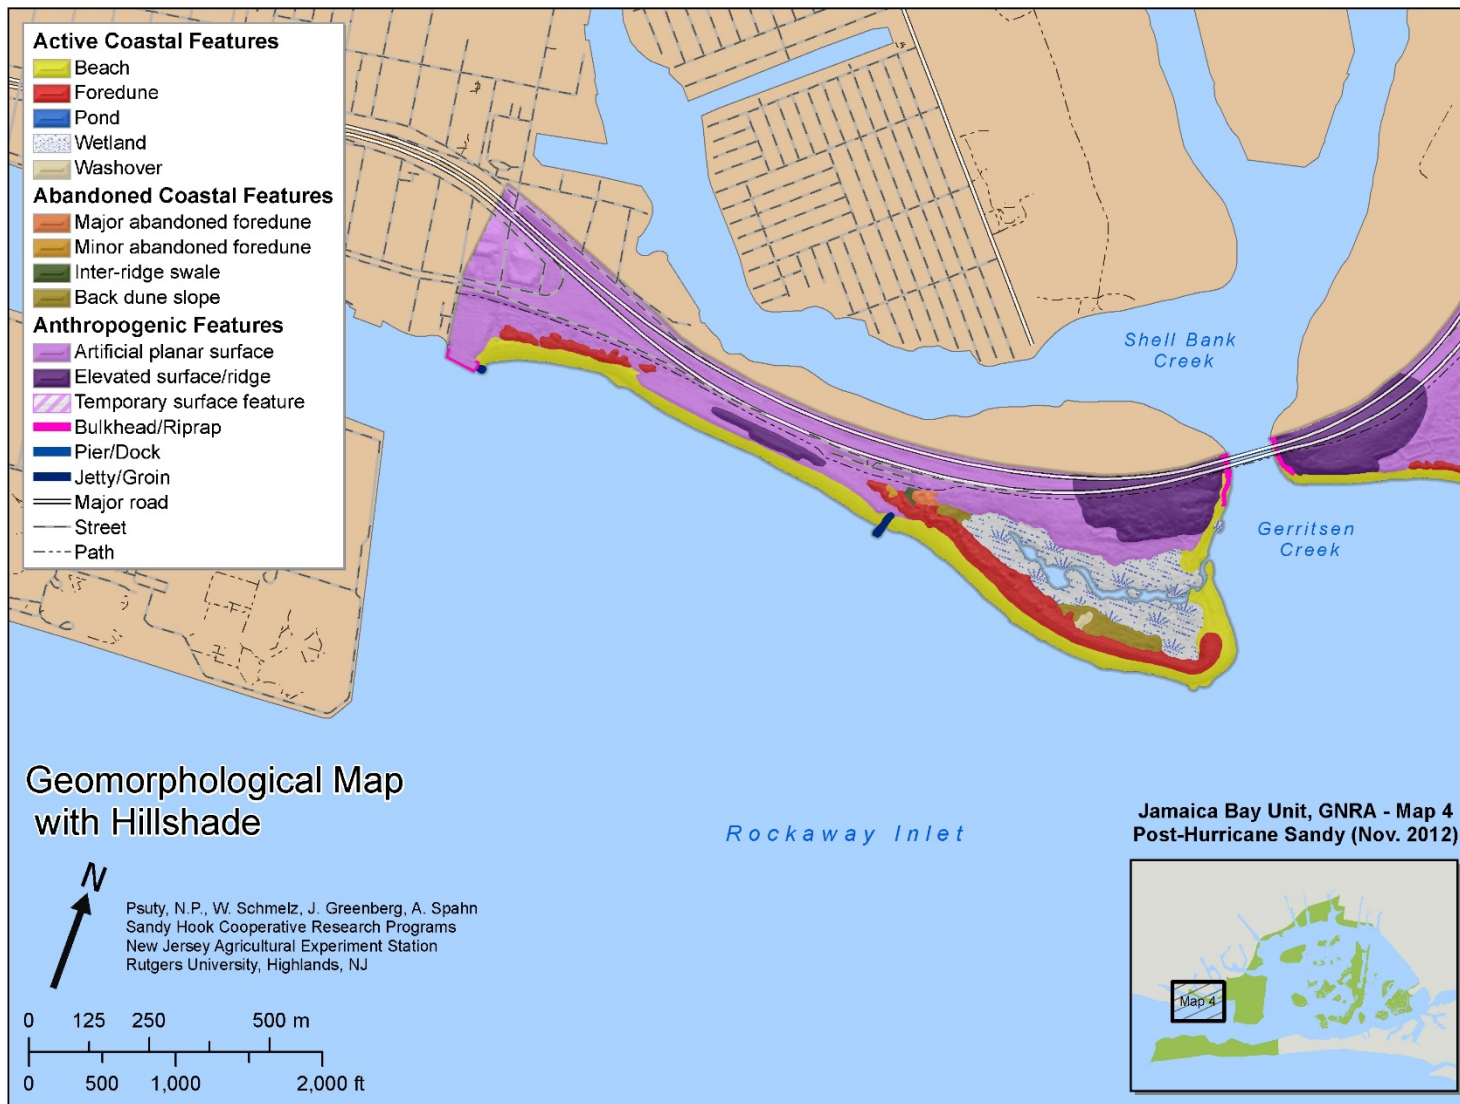 Active Coastal Features
Beach
Foredune
Pond
Wetland
Washover
Abandoned Coastal Features
Major abandoned foredune
Minor abandoned foredune
Inter-ridge swale
Back dune slope
Anthropogenic Features
Artificial planar surface
Elevated surface/ridge
Temporary surface feature
Bulkhead/Riprap
Pier/Dock
Jetty/Groin
Major road
Street
Path
Shell Bank
Creek
Gerritsen
Creek
Rockaway Inlet
Geomorphological Map
with Hillshade
N
Psuty, N.P., W. Schmelz, J. Greenberg, A. Spahn
Sandy Hook Cooperative Research Programs
New Jersey Agricultural Experiment Station
Rutgers University, Highlands, NJ
0 125 250 500 m
0 500 1,000 2,000 ft
Jamaica Bay Unit, GNRA - Map 4
Post-Hurricane Sandy (Nov. 2012)
Map 4